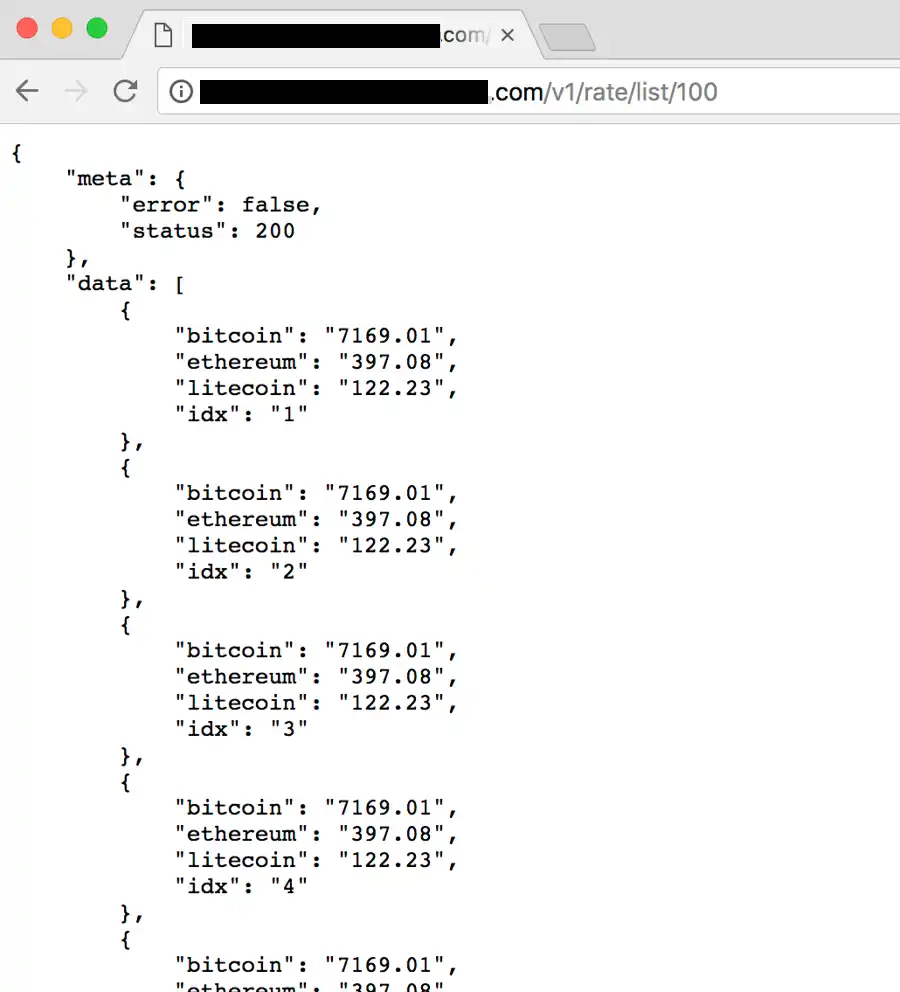 .com/
.com/v1/rate/list/100
{
    "meta": {
        "error": false,
        "status": 200
    },
    "data": [
        {
            "bitcoin": "7169.01",
            "ethereum": "397.08",
            "litecoin": "122.23",
            "idx": "1"
        },
        {
            "bitcoin": "7169.01",
            "ethereum": "397.08",
            "litecoin": "122.23",
            "idx": "2"
        },
        {
            "bitcoin": "7169.01",
            "ethereum": "397.08",
            "litecoin": "122.23",
            "idx": "3"
        },
        {
            "bitcoin": "7169.01",
            "ethereum": "397.08",
            "litecoin": "122.23",
            "idx": "4"
        },
        {
            "bitcoin": "7169.01",
            "ethereum": "397.08",